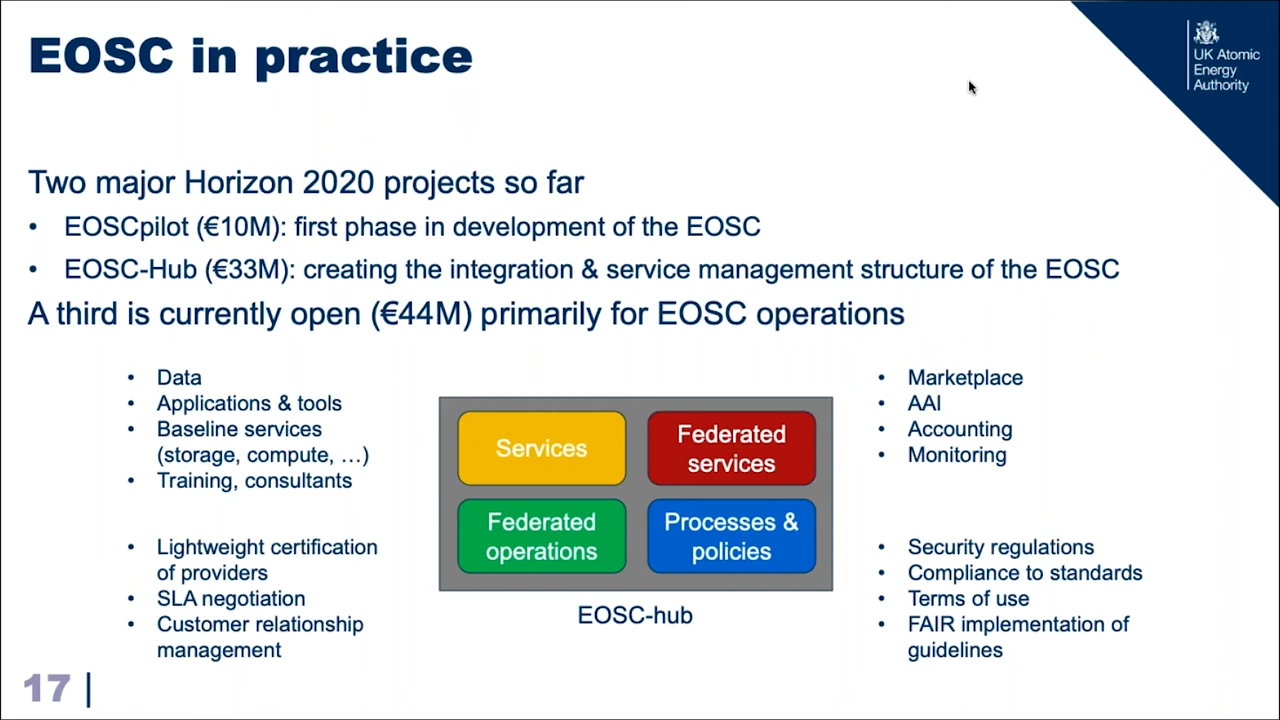 EOSC in practice
UK Atomic
Energy
Authority
Two major Horizon 2020 projects so far
• EOSCpilot (€10M): first phase in development of the EOSC
• EOSC-Hub (€33M): creating the integration & service management structure of the EOSC
A third is currently open (€44M) primarily for EOSC operations
• Data
• Applications & tools
• Baseline services
(storage, compute, …)
• Training, consultants
• Lightweight certification
of providers
• SLA negotiation
• Customer relationship
management
Services
Federated
services
Federated
operations
Processes &
policies
EOSC-hub
• Marketplace
• AAI
• Accounting
• Monitoring
• Security regulations
• Compliance to standards
• Terms of use
• FAIR implementation of
guidelines
17 |